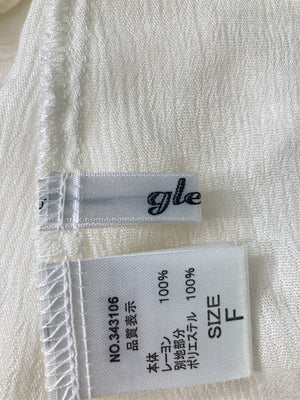 gle
NO.343106
品質表示
本体
レーヨン 100%
別地部分
ポリエステル 100%
SIZE
F